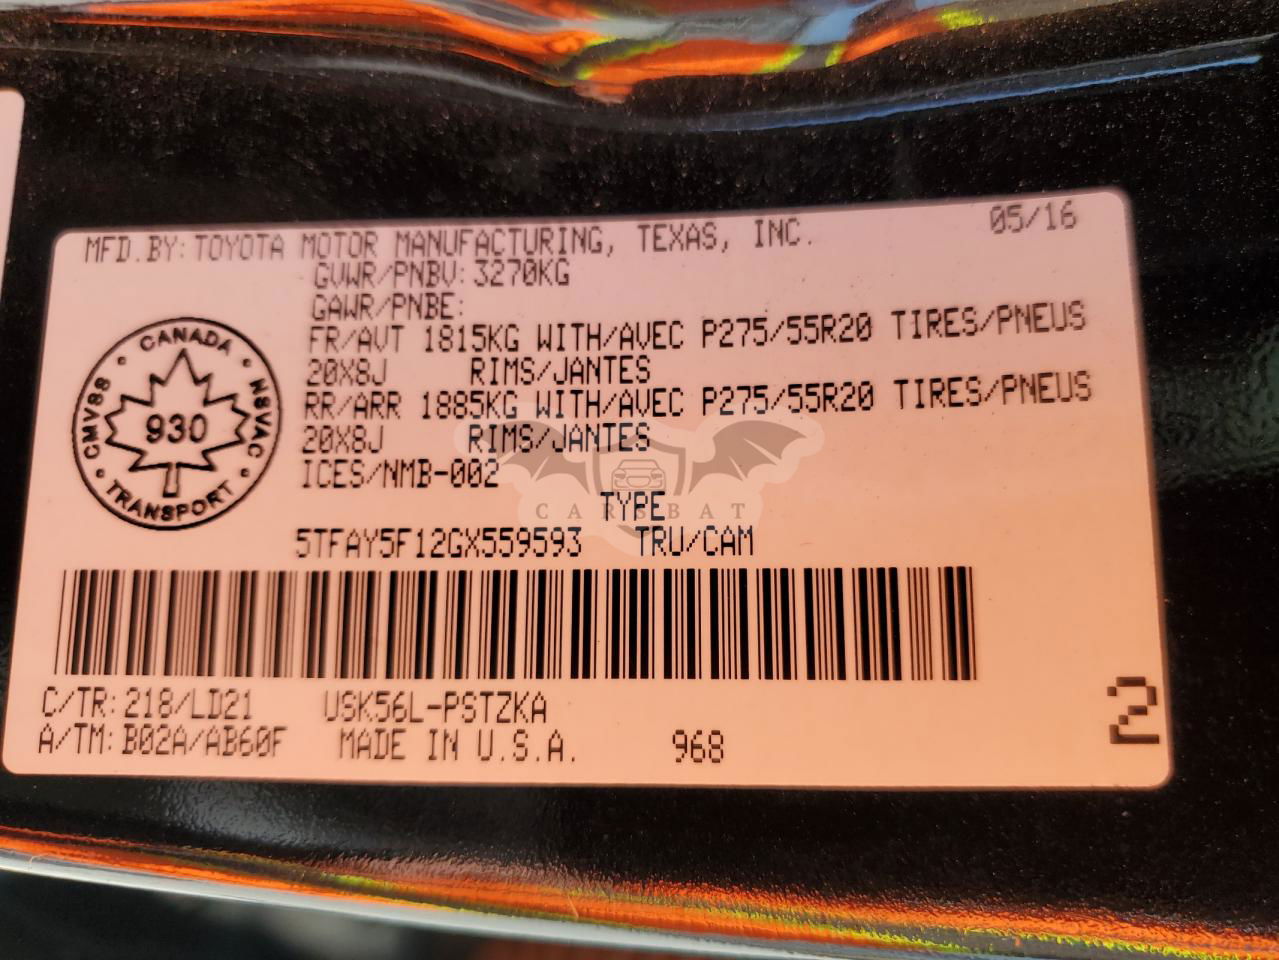 MFD.BY: TOYOTA MOTOR MANUFACTURING, TEXAS, INC. 05/16
GVWR/PNBV: 3270KG
GAWR/PNBE:
FR/AVT 1815KG WITH/AVEC P275/55R20 TIRES/PNEUS
20X8J RIMS/JANTES
RR/ARR 1885KG WITH/AVEC P275/55R20 TIRES/PNEUS
20X8J RIMS/JANTES
ICES/NMB-002
CANADA
CMVSS 930 NSVAC
TRANSPORT
CARSBAT
TYPE
5TFAY5F12GX559593 TRU/CAM
C/TR: 218/LD21 USK56L-PSTZKA
A/TM: B02A/AB60F MADE IN U.S.A. 968
2